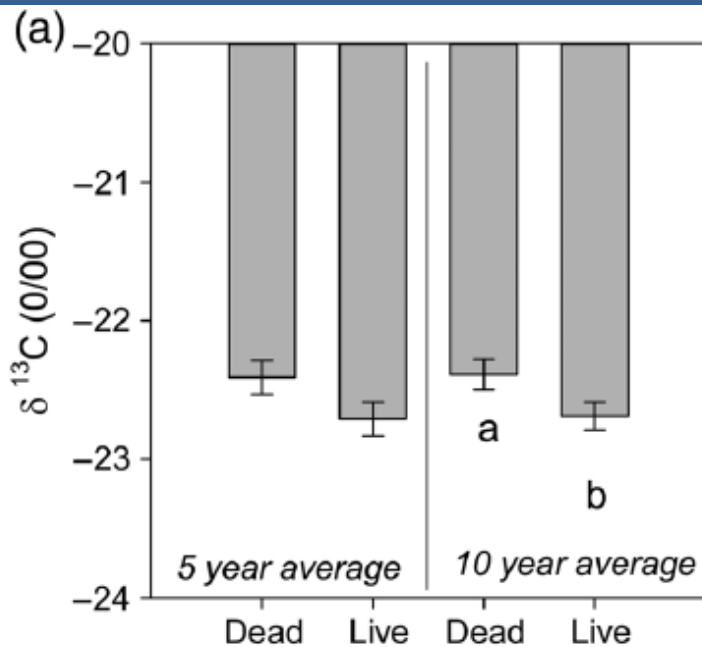 (a)
−20
−21
−22
−23
−24
δ ¹³C (0/00)
a
b
5 year average
10 year average
Dead Live Dead Live